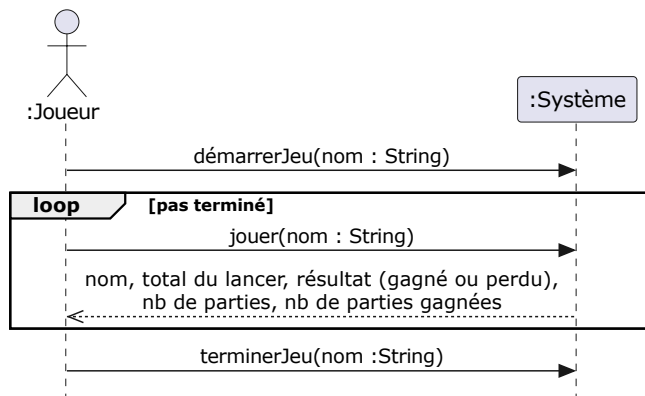 :Joueur
:Système
démarrerJeu(nom : String)
loop
[pas terminé]
jouer(nom : String)
nom, total du lancer, résultat (gagné ou perdu),
nb de parties, nb de parties gagnées
terminerJeu(nom :String)